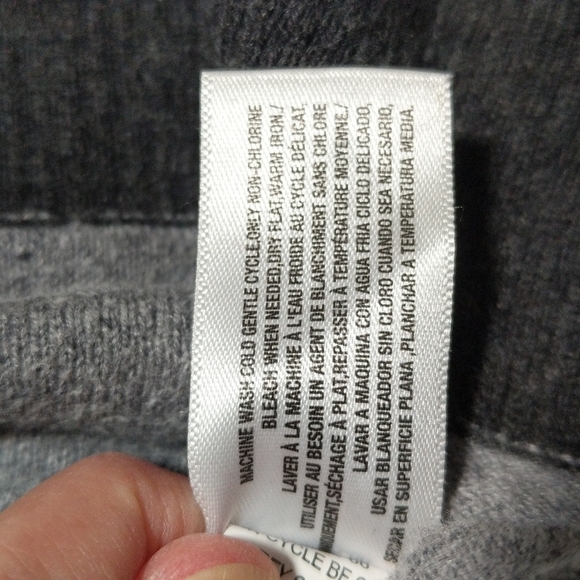 MACHINE WASH COLD GENTLE CYCLE,ONLY NON-CHLORINE
BLEACH WHEN NEEDED,DRY FLAT,WARM IRON./
LAVER À LA MACHINE À L'EAU FROIDE AU CYCLE DÉLICAT,
UTILISER AU BESOIN UN AGENT DE BLANCHIMENT SANS CHLORE
UNIQUEMENT,SÉCHAGE À PLAT,REPASSER À TEMPÉRATURE MOYENNE./
LAVAR A MAQUINA CON AGUA FRIA CICLO DELICADO,
USAR BLANQUEADOR SIN CLORO CUANDO SEA NECESARIO,
SECAR EN SUPERFICIE PLANA ,PLANCHAR A TEMPERATURA MEDIA.
CYCLE